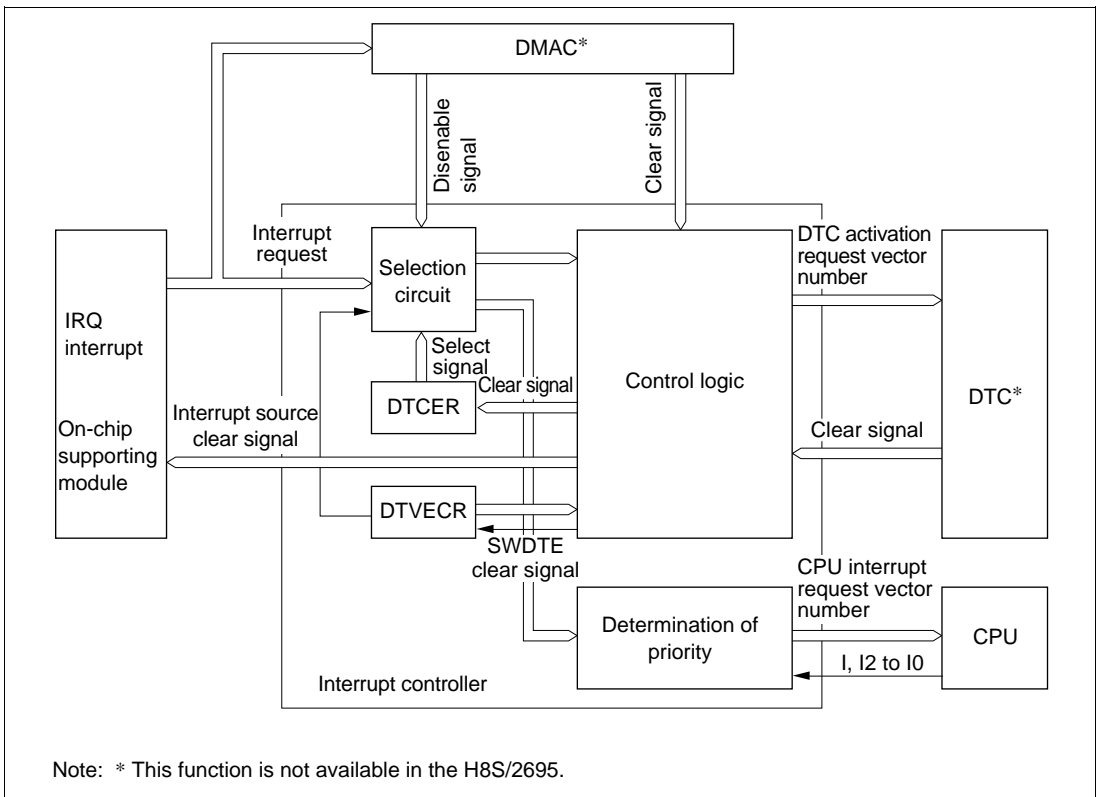 DMAC*
Disenable
signal
Clear signal
Interrupt
request
Selection
circuit
DTC activation
request vector
number
IRQ
interrupt
Select
signal
Clear signal
Control logic
DTC*
DTCER
Interrupt source
clear signal
On-chip
supporting
module
Clear signal
DTVECR
SWDTE
clear signal
CPU interrupt
request vector
number
Determination of
priority
CPU
I, I2 to I0
Interrupt controller
Note: * This function is not available in the H8S/2695.